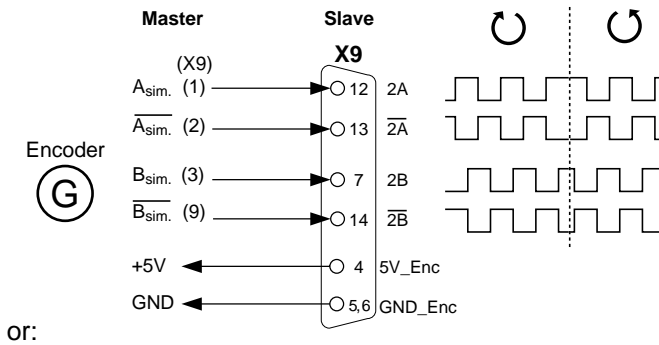 Master Slave
X9
(X9)
Asim. (1) 12 2A
Asim. (2) 13 2A
Encoder
G
Bsim. (3) 7 2B
Bsim. (9) 14 2B
+5V 4 5V_Enc
GND 5,6 GND_Enc
or: